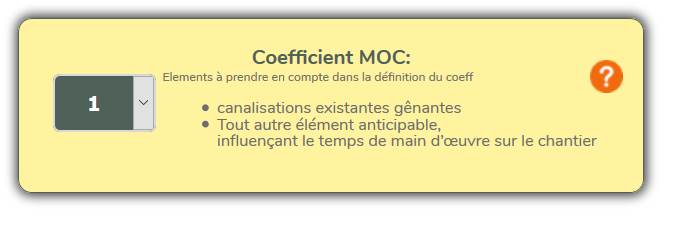 Coefficient MOC:
Elements à prendre en compte dans la définition du coeff
1
?
• canalisations existantes gênantes
• Tout autre élément anticipable,
influençant le temps de main d'œuvre sur le chantier